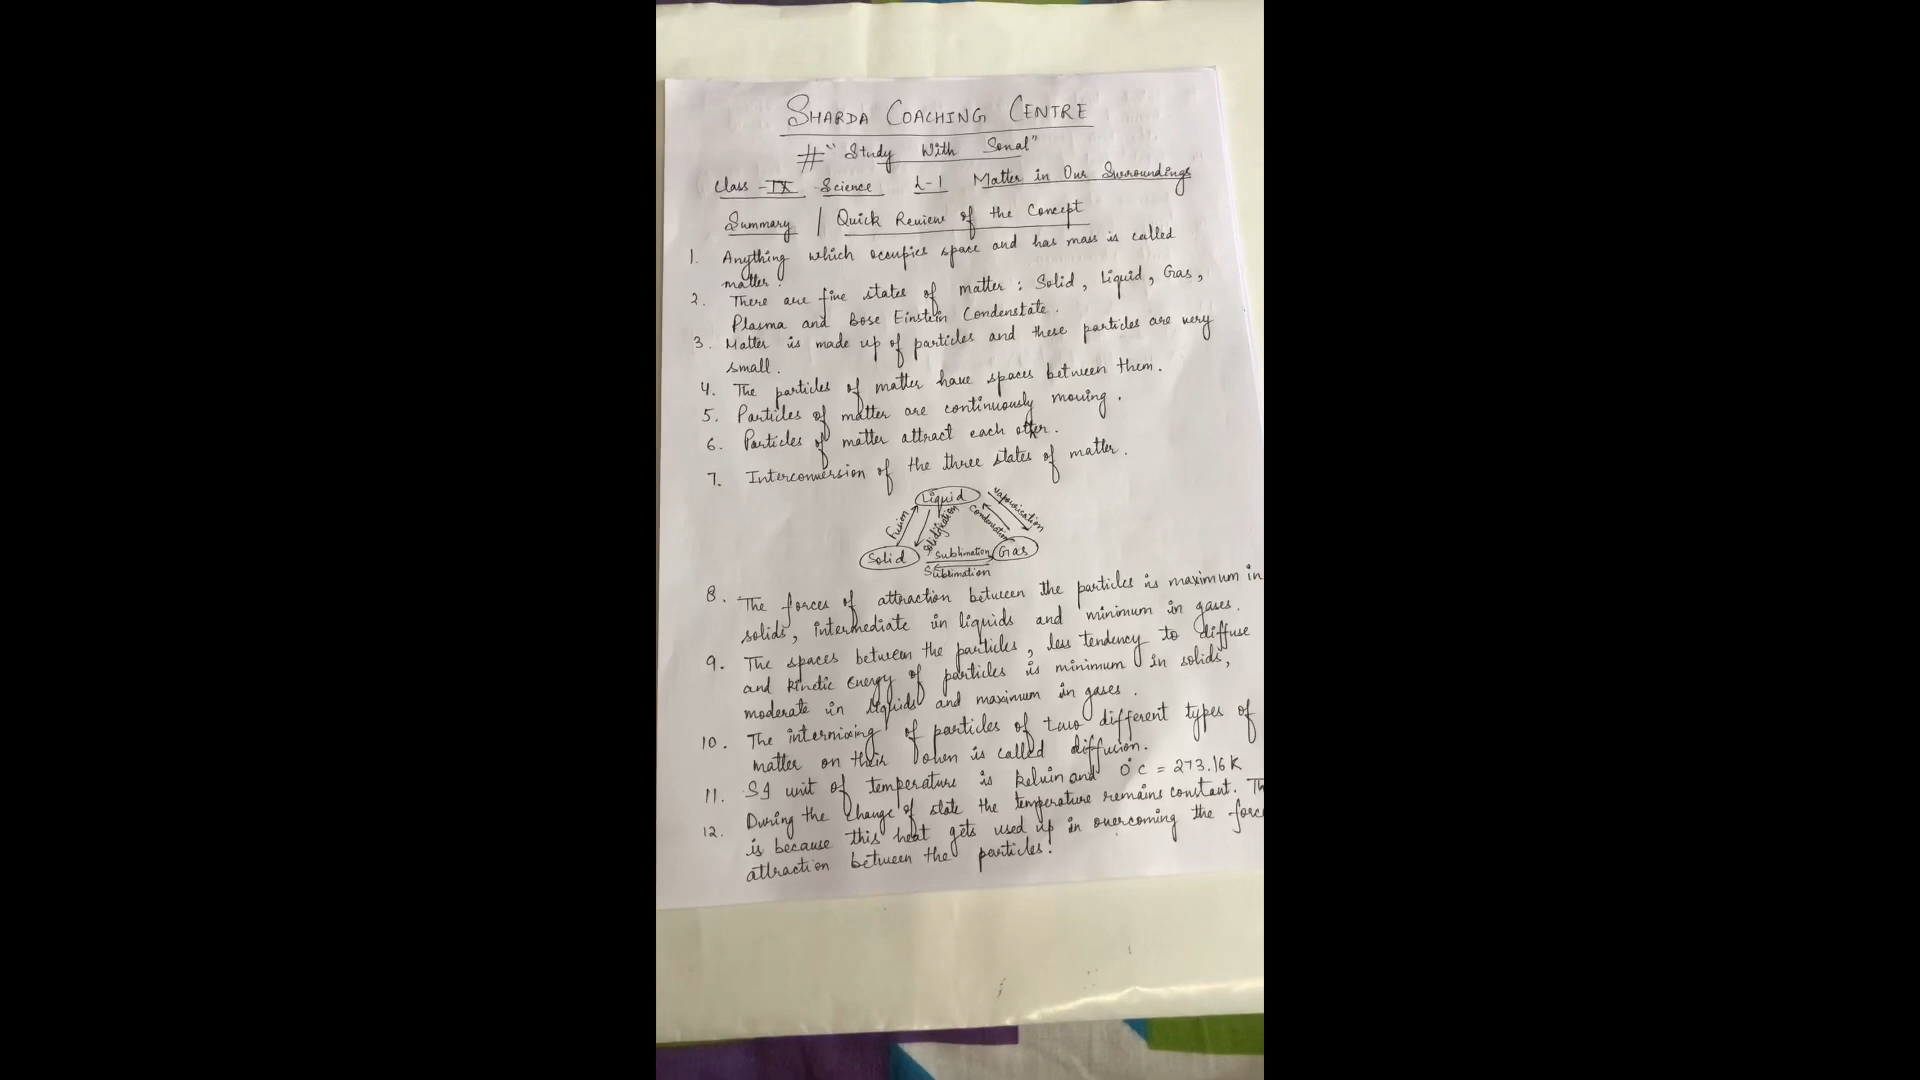 SHARDA COACHING CENTRE
# "Study With Sonal"
Class - IX Science L-1 Matter in Our Surroundings
Summary / Quick Review of the Concept
1. Anything which occupies space and has mass is called
matter.
2. There are five states of matter : Solid, Liquid, Gas,
Plasma and Bose Einstein Condenstate.
3. Matter is made up of particles and these particles are very
small.
4. The particles of matter have spaces between them.
5. Particles of matter are continuously moving.
6. Particles of matter attract each other.
7. Interconversion of the three states of matter.
Liquid
fusion
solidification
condensation
vapourisation
Solid
sublimation
Gas
Sublimation
8. The forces of attraction between the particles is maximum in
solids, intermediate in liquids and minimum in gases.
9. The spaces between the particles, less tendency to diffuse
and kinetic energy of particles is minimum in solids,
moderate in liquids and maximum in gases.
10. The intermixing of particles of two different types of
matter on their own is called diffusion.
11. SI unit of temperature is kelvin and 0°C = 273.16K
12. During the change of state the temperature remains constant. Th
is because this heat gets used up in overcoming the force
attraction between the particles.